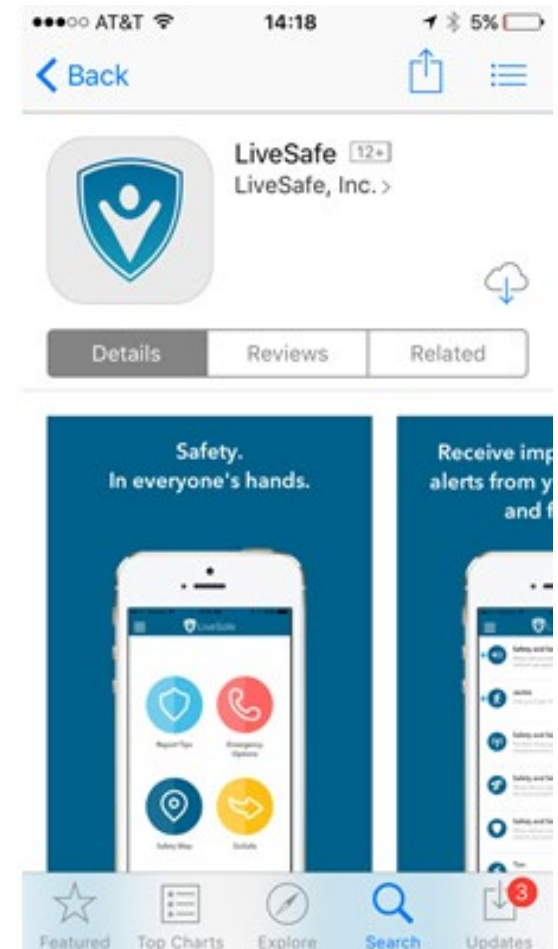 AT&T 14:18 5%
Back
LiveSafe 12+
LiveSafe, Inc. >
Details Reviews Related
Safety.
In everyone's hands.
Receive imp
alerts from y
and f
LiveSafe
Report Tips Emergency
Options
Safety Map GoSafe
Featured Top Charts Explore Search Updates
3